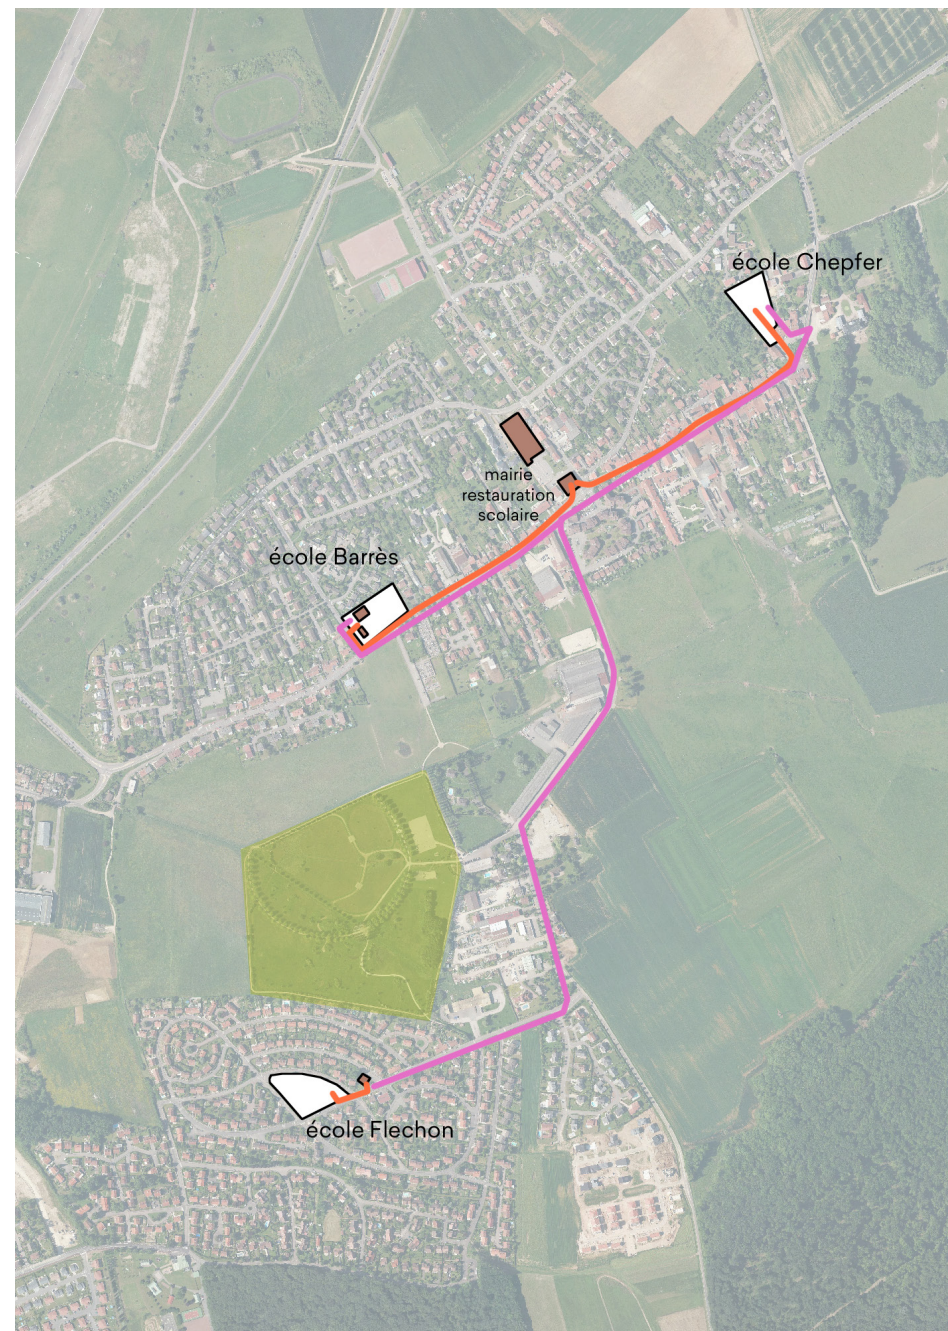 école Chepfer
mairie
restauration
scolaire
école Barrès
école Flechon